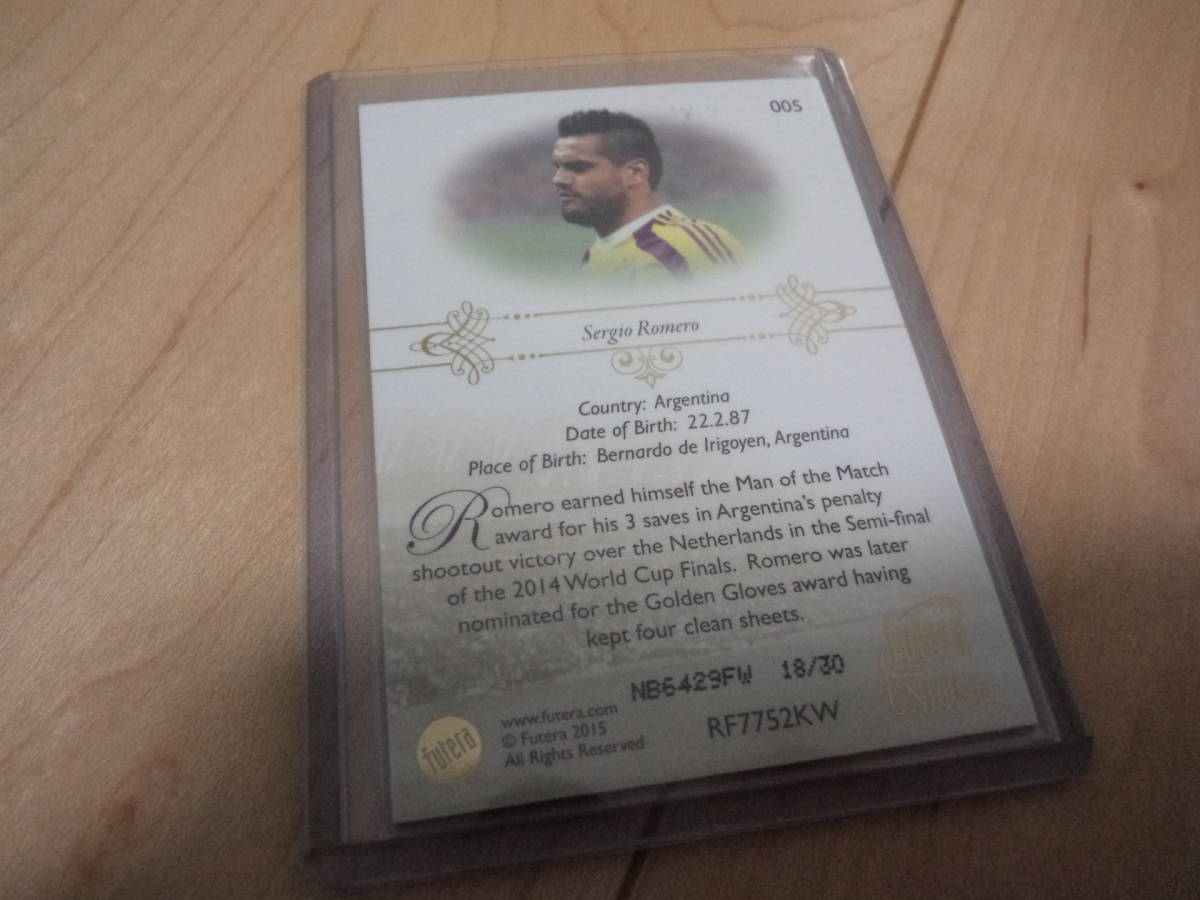 005
Sergio Romero
Country: Argentina
Date of Birth: 22.2.87
Place of Birth: Bernardo de Irigoyen, Argentina
Romero earned himself the Man of the Match
award for his 3 saves in Argentina's penalty
shootout victory over the Netherlands in the Semi-final
of the 2014 World Cup Finals. Romero was later
nominated for the Golden Gloves award having
kept four clean sheets.
NB6429FW 18/30
RF7752KW
futera
www.futera.com
© Futera 2015
All Rights Reserved